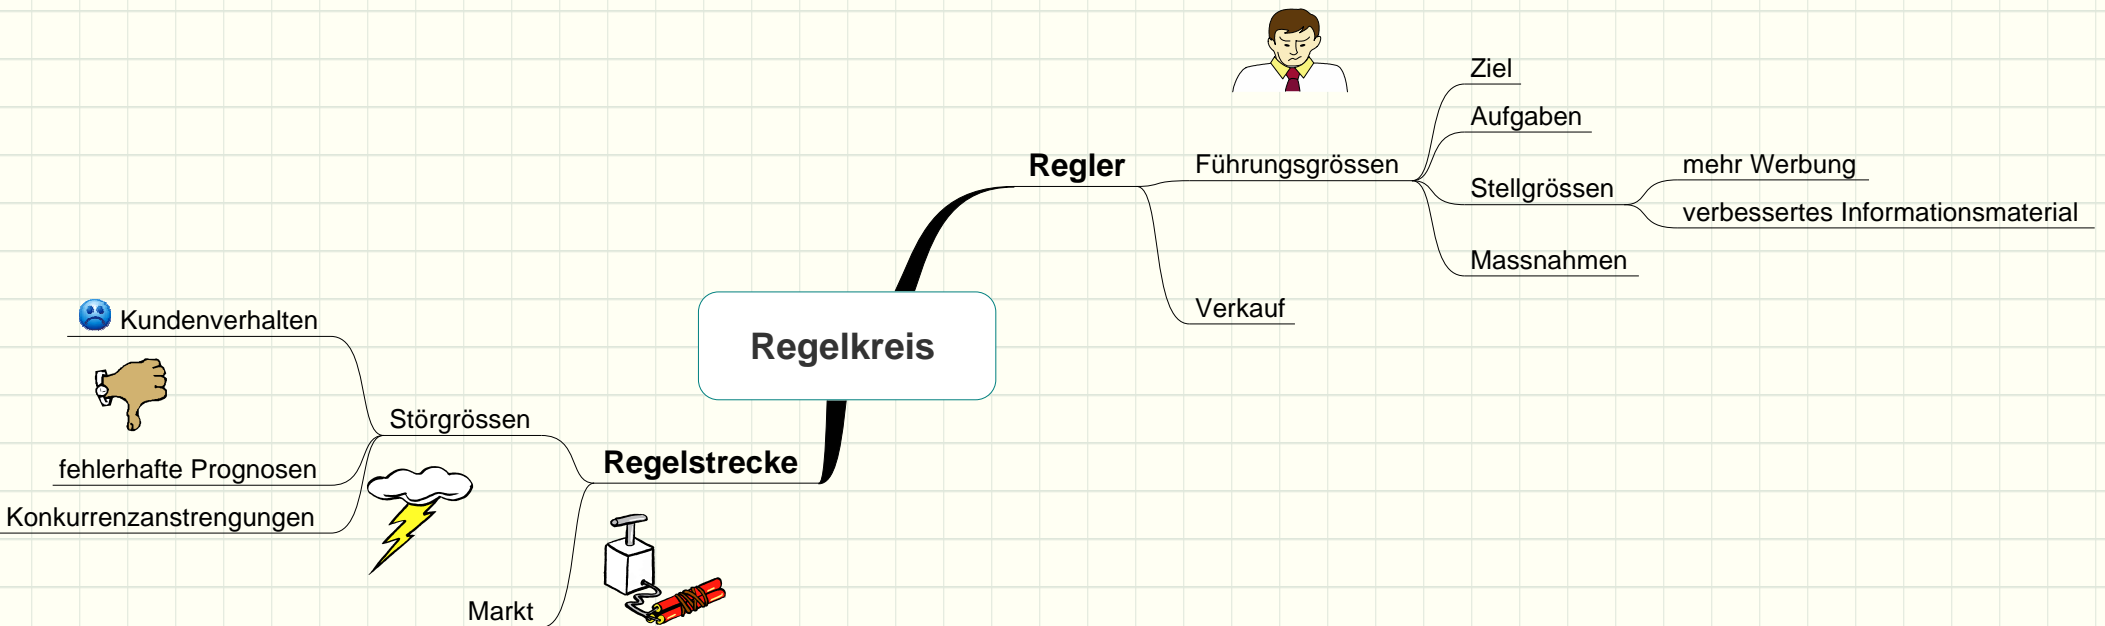 Ziel
Aufgaben
Regler
Führungsgrössen
mehr Werbung
Stellgrössen
verbessertes Informationsmaterial
Massnahmen
Verkauf
Kundenverhalten
Regelkreis
Störgrössen
Regelstrecke
fehlerhafte Prognosen
Konkurrenzanstrengungen
Markt